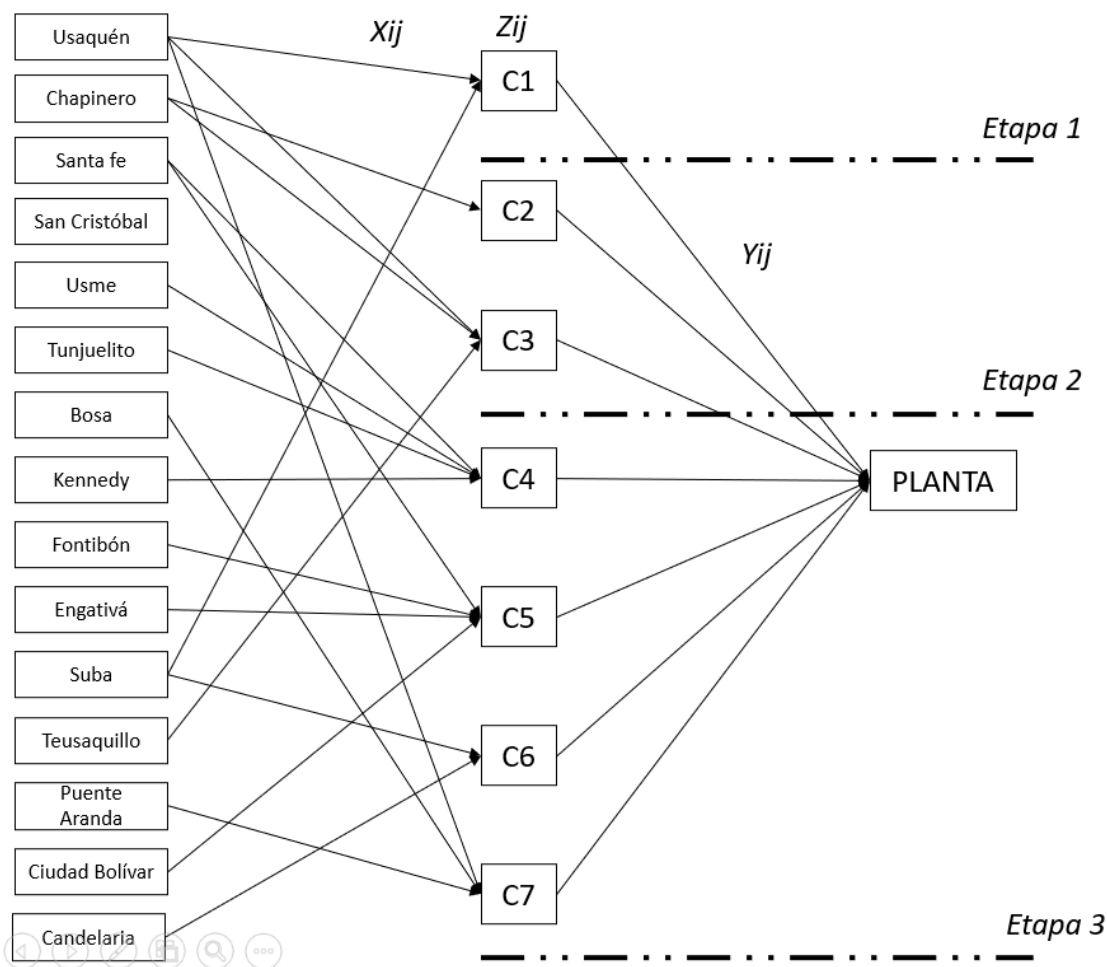 Usaquén
Chapinero
Santa fe
San Cristóbal
Usme
Tunjuelito
Bosa
Kennedy
Fontibón
Engativá
Suba
Teusaquillo
Puente
Aranda
Ciudad Bolívar
Candelaria
Xij
Zij
C1
C2
C3
C4
C5
C6
C7
Yij
Etapa 1
Etapa 2
PLANTA
Etapa 3